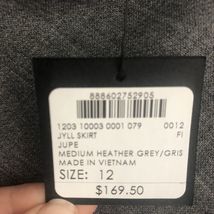 888602752905
1203 10003 0001 079 0012
JYLL SKIRT FI
JUPE
MEDIUM HEATHER GREY/GRIS
MADE IN VIETNAM
SIZE: 12
$169.50